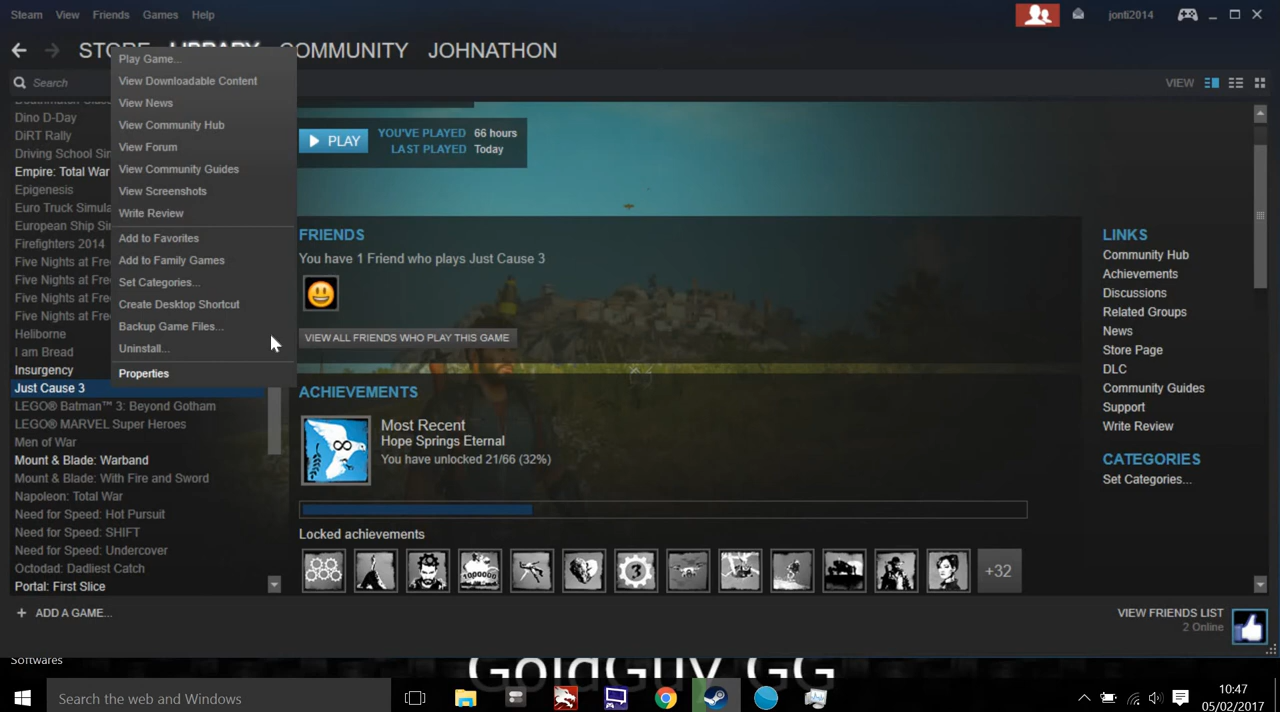 Steam View Friends Games Help
jonti2014
STORE LIBRARY COMMUNITY JOHNATHON
Search
VIEW
Play Game...
View Downloadable Content
View News
View Community Hub
View Forum
View Community Guides
View Screenshots
Write Review
Add to Favorites
Add to Family Games
Set Categories...
Create Desktop Shortcut
Backup Game Files...
Uninstall...
Properties
Dino D-Day
DiRT Rally
Driving School Sim
Empire: Total War
Epigenesis
Euro Truck Simula
European Ship Sim
Firefighters 2014
Five Nights at Fre
Five Nights at Fre
Five Nights at Fre
Five Nights at Fre
Heliborne
I am Bread
Insurgency
Just Cause 3
LEGO® Batman™ 3: Beyond Gotham
LEGO® MARVEL Super Heroes
Men of War
Mount & Blade: Warband
Mount & Blade: With Fire and Sword
Napoleon: Total War
Need for Speed: Hot Pursuit
Need for Speed: SHIFT
Need for Speed: Undercover
Octodad: Dadliest Catch
Portal: First Slice
+ ADD A GAME...
PLAY
YOU'VE PLAYED 66 hours
LAST PLAYED Today
FRIENDS
You have 1 Friend who plays Just Cause 3
VIEW ALL FRIENDS WHO PLAY THIS GAME
ACHIEVEMENTS
Most Recent
Hope Springs Eternal
You have unlocked 21/66 (32%)
Locked achievements
1000000
3
+32
LINKS
Community Hub
Achievements
Discussions
Related Groups
News
Store Page
DLC
Community Guides
Support
Write Review
CATEGORIES
Set Categories...
VIEW FRIENDS LIST
2 Online
Softwares
GoldGuy GG
Search the web and Windows
10:47
05/02/2017